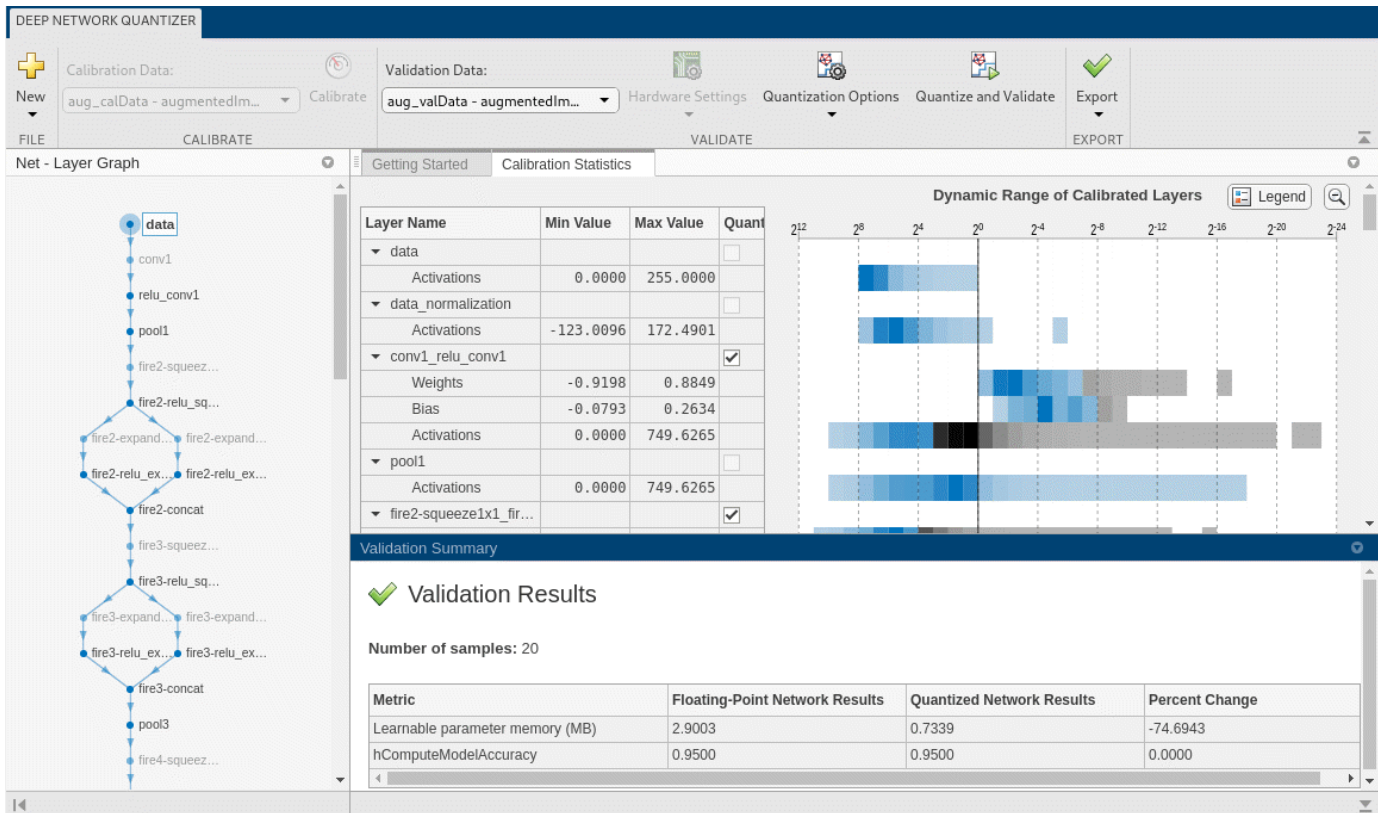 DEEP NETWORK QUANTIZER
New
FILE
Calibration Data:
aug_calData - augmentedIm...
Calibrate
CALIBRATE
Validation Data:
aug_valData - augmentedIm...
Hardware Settings
Quantization Options
Quantize and Validate
VALIDATE
Export
EXPORT
Net - Layer Graph
data
conv1
relu_conv1
pool1
fire2-squeez...
fire2-relu_sq...
fire2-expand... fire2-expand...
fire2-relu_ex... fire2-relu_ex...
fire2-concat
fire3-squeez...
fire3-relu_sq...
fire3-expand... fire3-expand...
fire3-relu_ex... fire3-relu_ex...
fire3-concat
pool3
fire4-squeez...
Getting Started Calibration Statistics
Dynamic Range of Calibrated Layers Legend
Layer Name Min Value Max Value Quant
2^12 2^8 2^4 2^0 2^-4 2^-8 2^-12 2^-16 2^-20 2^-24
data
Activations 0.0000 255.0000
data_normalization
Activations -123.0096 172.4901
conv1_relu_conv1
Weights -0.9198 0.8849
Bias -0.0793 0.2634
Activations 0.0000 749.6265
pool1
Activations 0.0000 749.6265
fire2-squeeze1x1_fir...
Validation Summary
Validation Results
Number of samples: 20
Metric Floating-Point Network Results Quantized Network Results Percent Change
Learnable parameter memory (MB) 2.9003 0.7339 -74.6943
hComputeModelAccuracy 0.9500 0.9500 0.0000